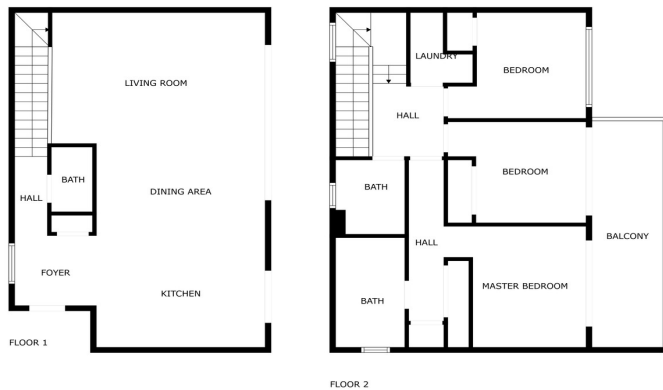 LIVING ROOM
BATH
DINING AREA
HALL
FOYER
KITCHEN
FLOOR 1
LAUNDRY
BEDROOM
HALL
BEDROOM
BATH
HALL
BALCONY
MASTER BEDROOM
BATH
FLOOR 2